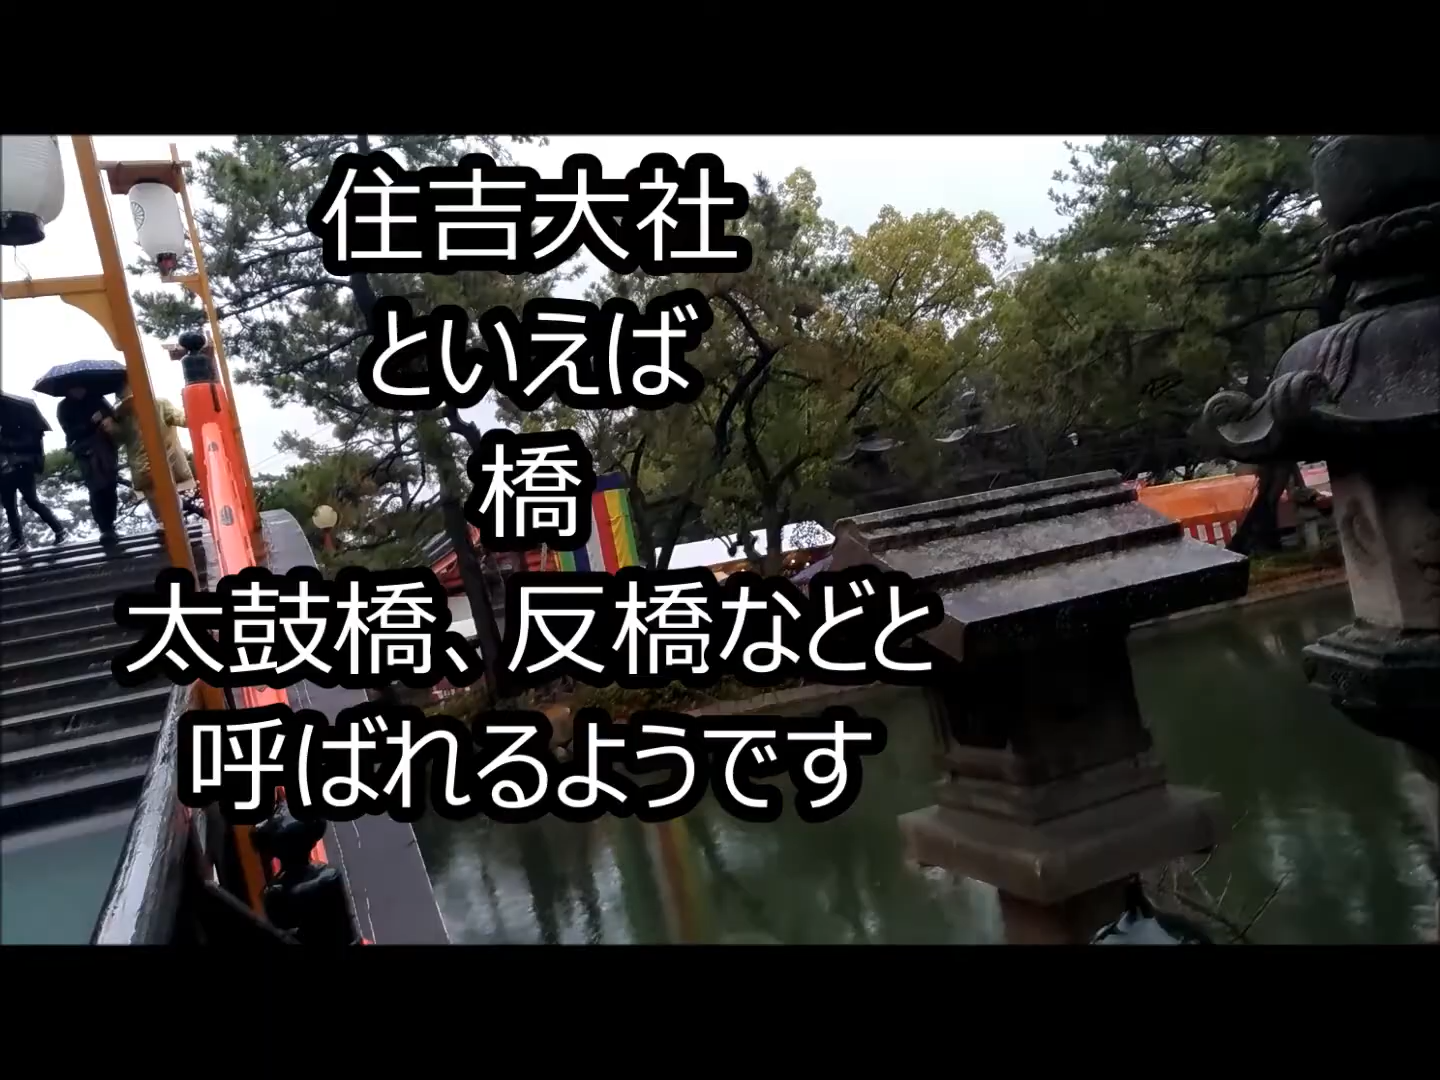 住吉大社
といえば
橋
太鼓橋、反橋などと
呼ばれるようです